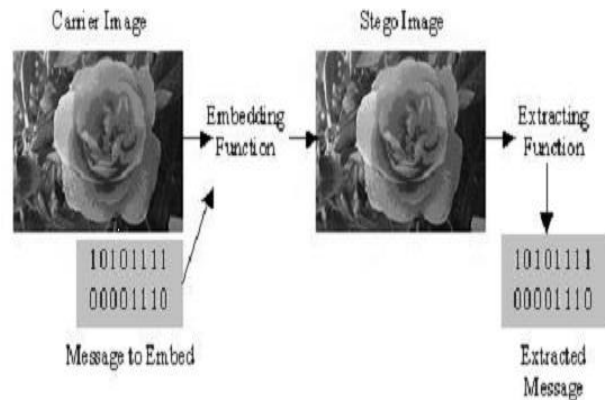 Carrier Image
Stego Image
Embedding
Function
Extracting
Function
10101111
00001110
Message to Embed
10101111
00001110
Extracted
Message